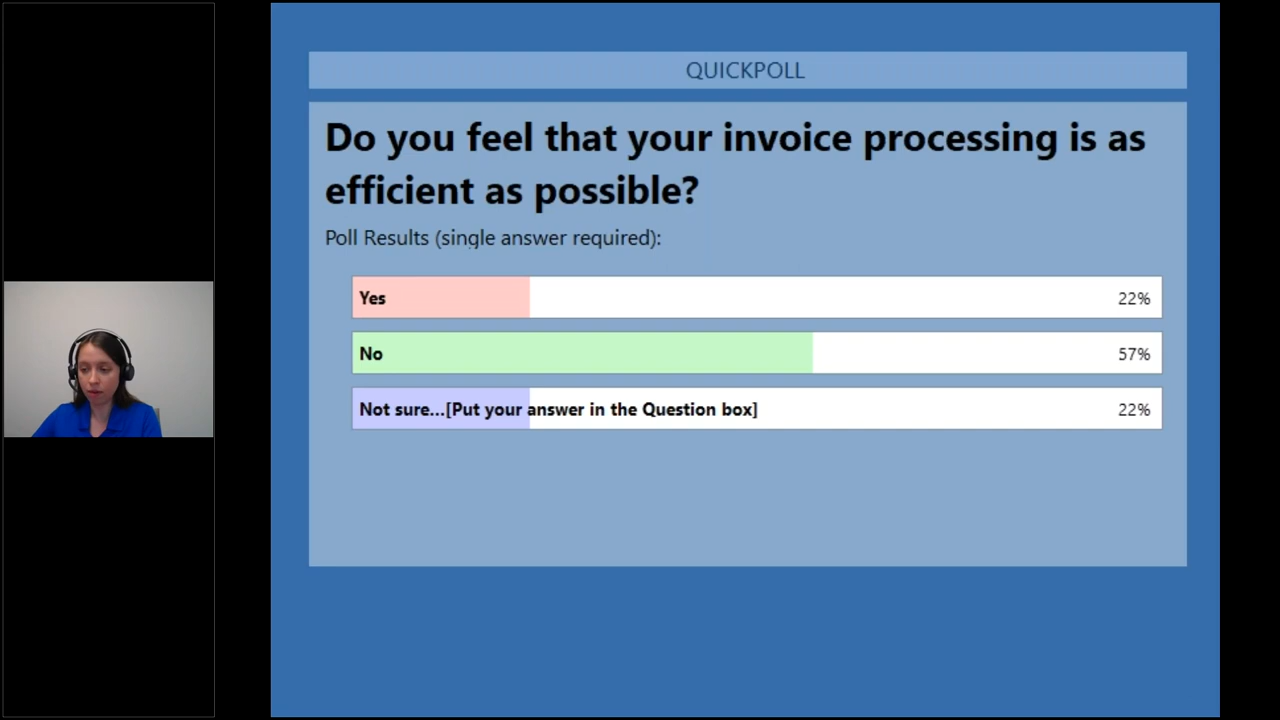 QUICKPOLL
Do you feel that your invoice processing is as
efficient as possible?
Poll Results (single answer required):
Yes 22%
No 57%
Not sure...[Put your answer in the Question box] 22%